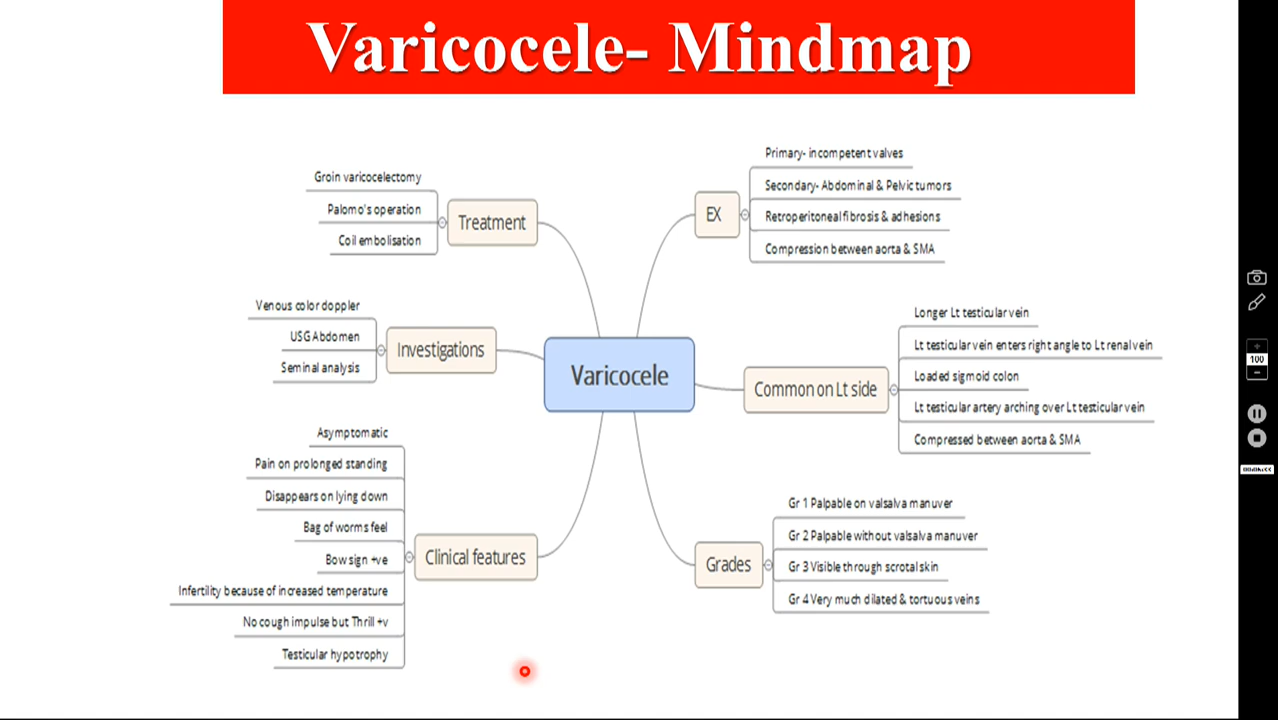 Varicocele- Mindmap
Groin varicocelectomy
Palomo's operation
Coil embolisation
Treatment
Venous color doppler
USG Abdomen
Seminal analysis
Investigations
Asymptomatic
Pain on prolonged standing
Disappears on lying down
Bag of worms feel
Bow sign +ve
Infertility because of increased temperature
No cough impulse but Thrill +v
Testicular hypotrophy
Clinical features
Varicocele
EX
Primary- incompetent valves
Secondary- Abdominal & Pelvic tumors
Retroperitoneal fibrosis & adhesions
Compression between aorta & SMA
Common on Lt side
Longer Lt testicular vein
Lt testicular vein enters right angle to Lt renal vein
Loaded sigmoid colon
Lt testicular artery arching over Lt testicular vein
Compressed between aorta & SMA
Grades
Gr 1 Palpable on valsalva manuver
Gr 2 Palpable without valsalva manuver
Gr 3 Visible through scrotal skin
Gr 4 Very much dilated & tortuous veins
100